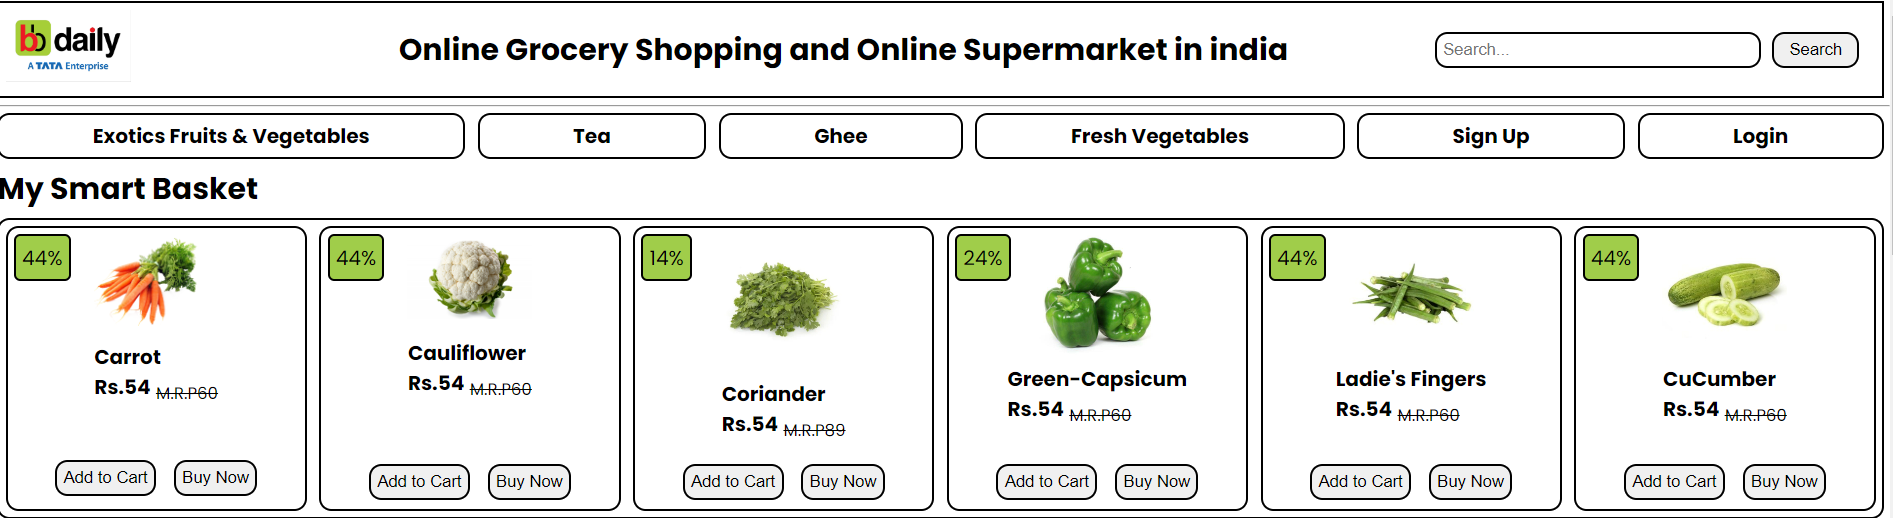 bb daily
A TATA Enterprise
Online Grocery Shopping and Online Supermarket in india
Search...
Search
Exotics Fruits & Vegetables
Tea
Ghee
Fresh Vegetables
Sign Up
Login
My Smart Basket
44%
Carrot
Rs.54 M.R.P60
Add to Cart
Buy Now
44%
Cauliflower
Rs.54 M.R.P60
Add to Cart
Buy Now
14%
Coriander
Rs.54 M.R.P89
Add to Cart
Buy Now
24%
Green-Capsicum
Rs.54 M.R.P60
Add to Cart
Buy Now
44%
Ladie's Fingers
Rs.54 M.R.P60
Add to Cart
Buy Now
44%
CuCumber
Rs.54 M.R.P60
Add to Cart
Buy Now